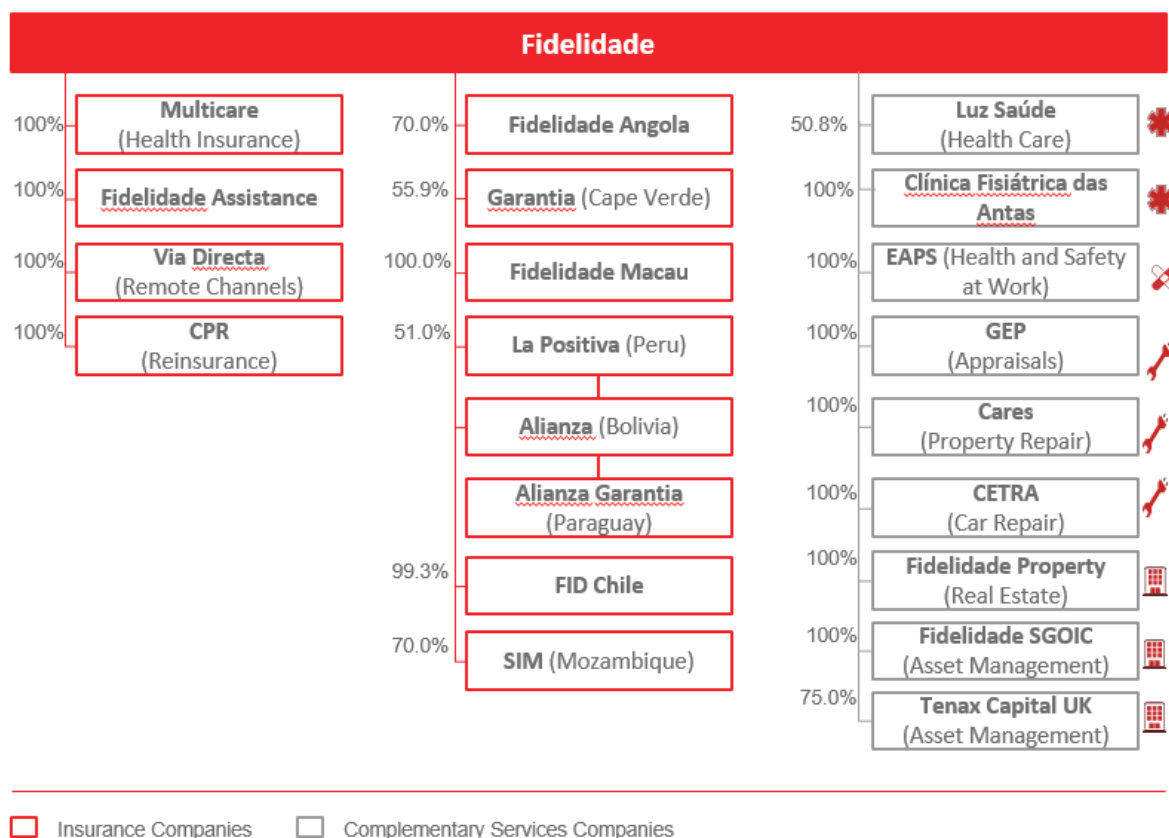 Fidelidade
100%
Multicare
(Health Insurance)
100%
Fidelidade Assistance
100%
Via Directa
(Remote Channels)
100%
CPR
(Reinsurance)
70.0%
Fidelidade Angola
55.9%
Garantia (Cape Verde)
100.0%
Fidelidade Macau
51.0%
La Positiva (Peru)
Alianza (Bolivia)
Alianza Garantia
(Paraguay)
99.3%
FID Chile
70.0%
SIM (Mozambique)
50.8%
Luz Saúde
(Health Care)
100%
Clínica Fisiátrica das
Antas
100%
EAPS (Health and Safety
at Work)
100%
GEP
(Appraisals)
100%
Cares
(Property Repair)
100%
CETRA
(Car Repair)
100%
Fidelidade Property
(Real Estate)
100%
Fidelidade SGOIC
(Asset Management)
75.0%
Tenax Capital UK
(Asset Management)
Insurance Companies
Complementary Services Companies